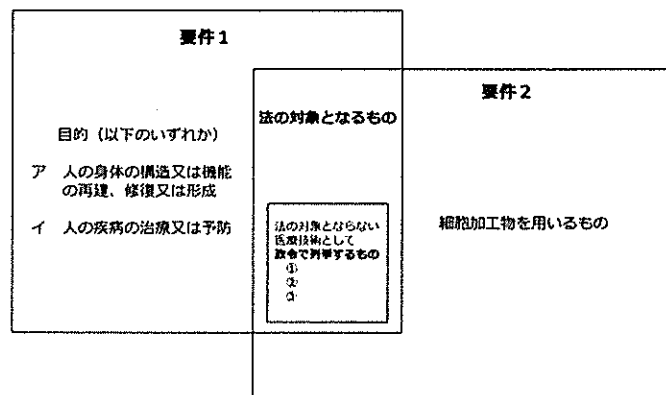 要件1
要件2
法の対象となるもの
目的（以下のいずれか）
ア 人の身体の構造又は機能
の再建、修復又は形成
イ 人の疾病の治療又は予防
法の対象とならない
医療技術として
政令で列挙するもの
①
②
③
細胞加工物を用いるもの